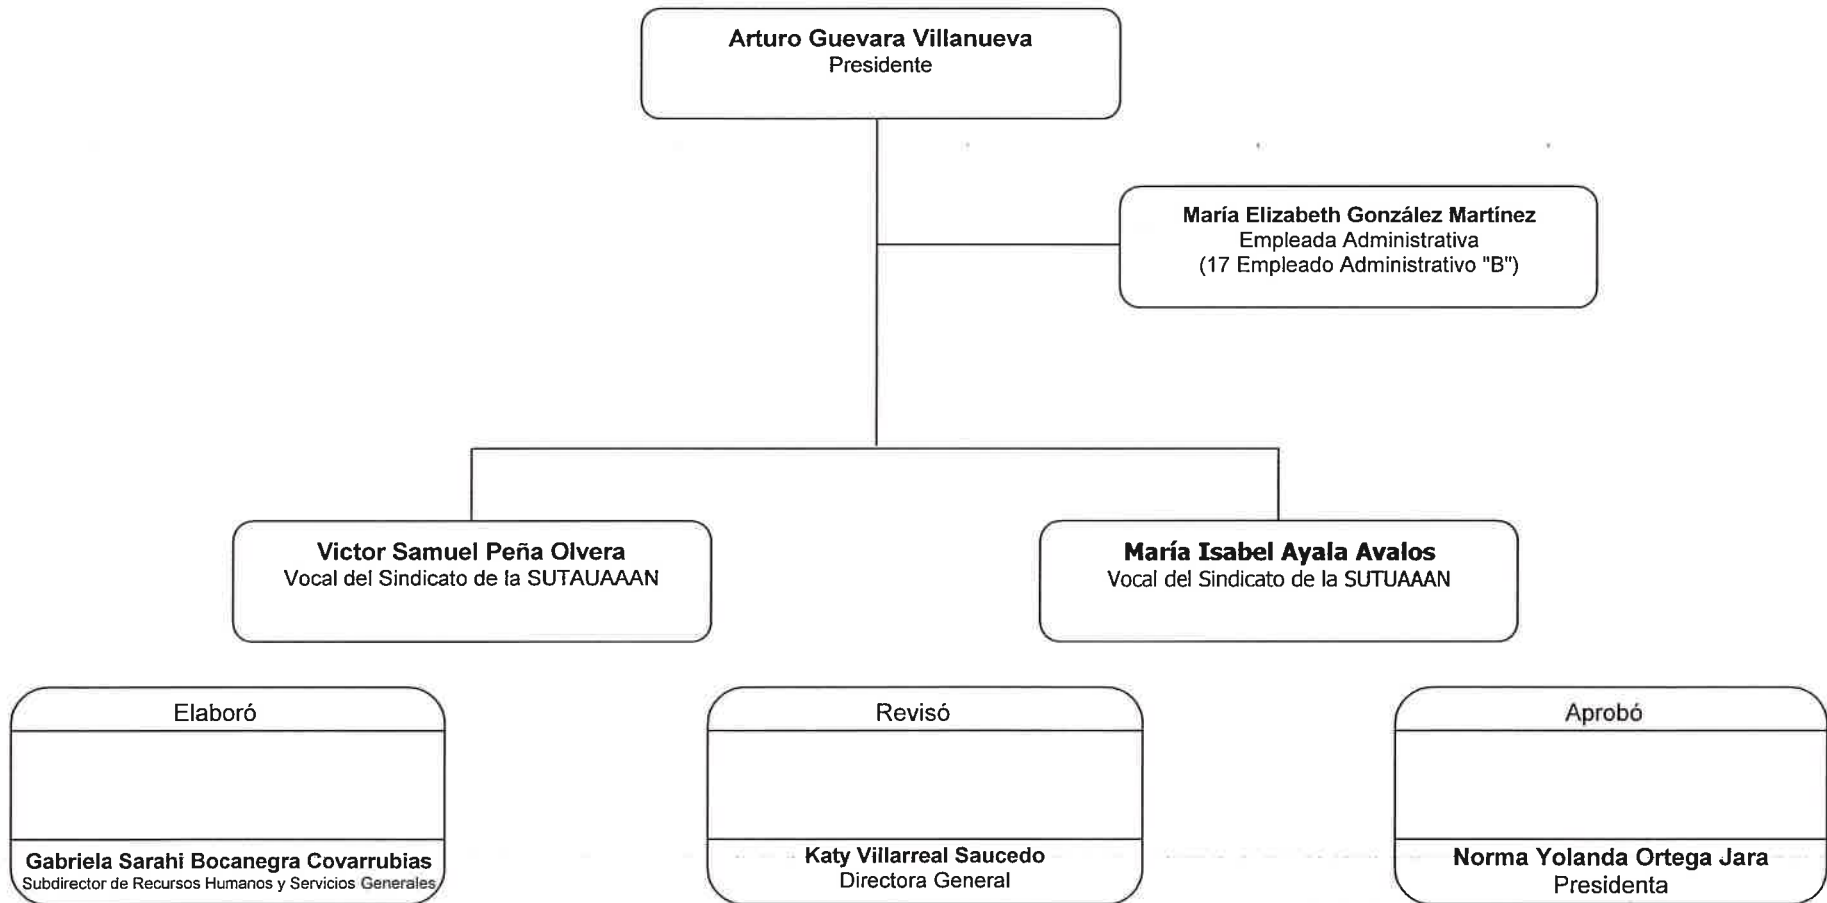 Arturo Guevara Villanueva
Presidente
María Elizabeth González Martínez
Empleada Administrativa
(17 Empleado Administrativo "B")
Victor Samuel Peña Olvera
Vocal del Sindicato de la SUTAUAAAN
María Isabel Ayala Avalos
Vocal del Sindicato de la SUTUAAAN
Elaboró
Gabriela Sarahi Bocanegra Covarrubias
Subdirector de Recursos Humanos y Servicios Generales
Revisó
Katy Villarreal Saucedo
Directora General
Aprobó
Norma Yolanda Ortega Jara
Presidenta